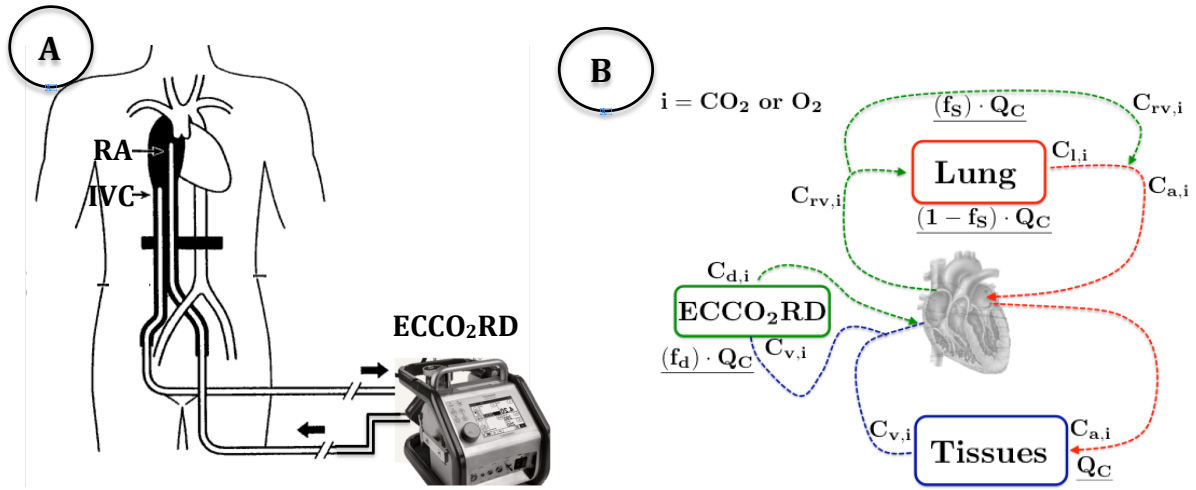 A
RA
IVC
ECCO₂RD
B
i = CO₂ or O₂
(f_S) · Q_C
C_rv,i
Lung
C_l,i
C_rv,i
C_a,i
(1 − f_S) · Q_C
C_d,i
ECCO₂RD
(f_d) · Q_C
C_v,i
C_v,i
Tissues
C_a,i
Q_C